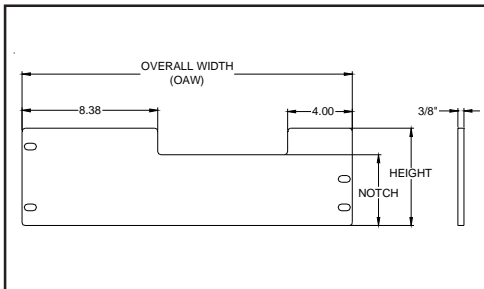 OVERALL WIDTH
(OAW)
8.38
4.00
3/8"
HEIGHT
NOTCH